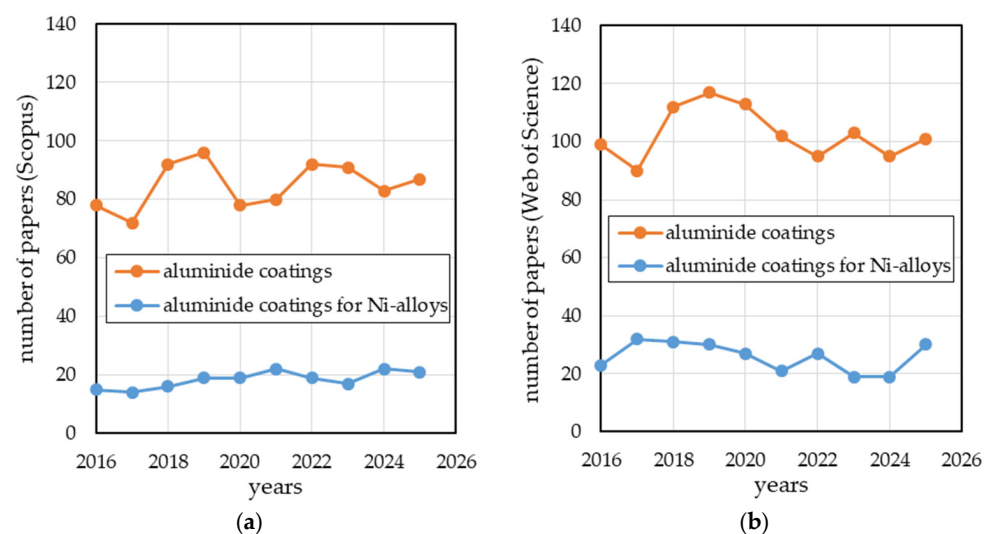 number of papers (Scopus)
140
120
100
80
60
40
20
0
aluminide coatings
aluminide coatings for Ni-alloys
2016 2018 2020 2022 2024 2026
years
(a)
number of papers (Web of Science)
140
120
100
80
60
40
20
0
aluminide coatings
aluminide coatings for Ni-alloys
2016 2018 2020 2022 2024 2026
years
(b)